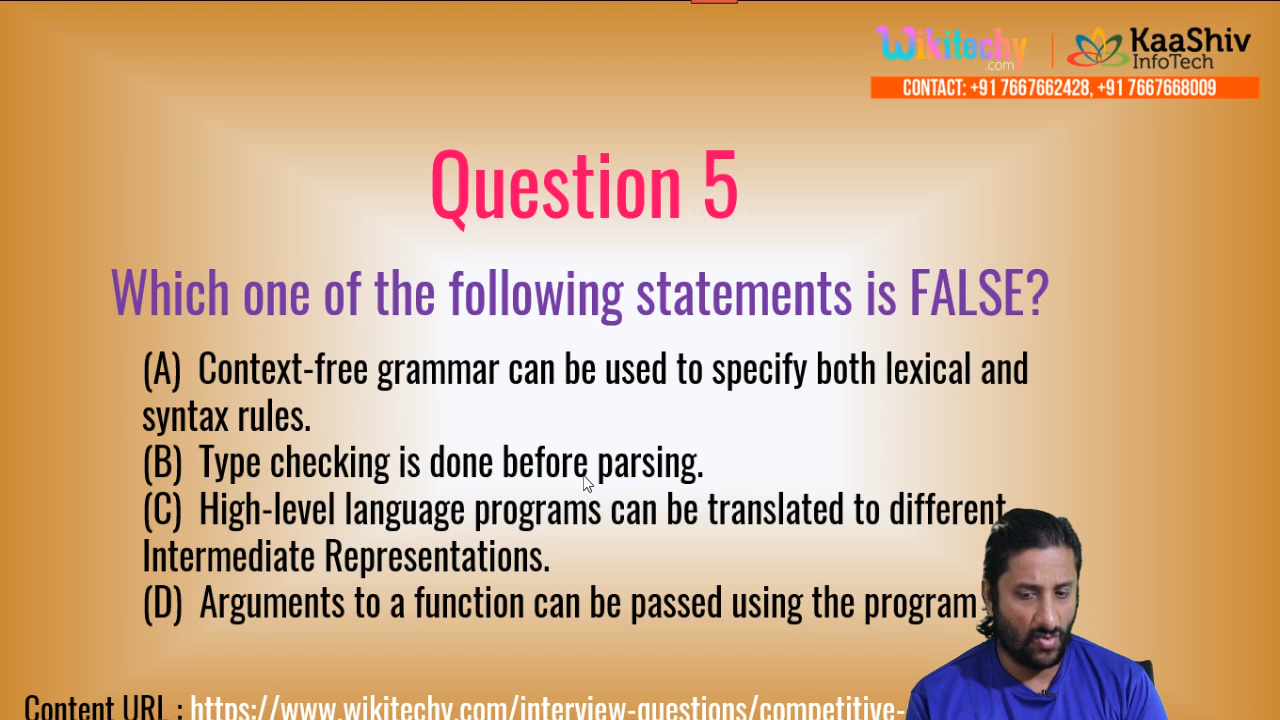 Wikitechy
.com
KaaShiv
InfoTech
CONTACT: +91 7667662428, +91 7667668009
Question 5
Which one of the following statements is FALSE?
(A) Context-free grammar can be used to specify both lexical and
syntax rules.
(B) Type checking is done before parsing.
(C) High-level language programs can be translated to different
Intermediate Representations.
(D) Arguments to a function can be passed using the program
Content URL : https://www.wikitechy.com/interview-questions/competitive-